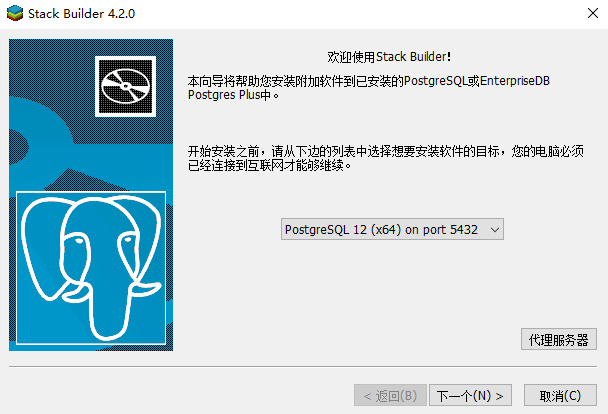 Stack Builder 4.2.0
欢迎使用Stack Builder!
本向导将帮助您安装附加软件到已安装的PostgreSQL或EnterpriseDB
Postgres Plus中。
开始安装之前，请从下边的列表中选择想要安装软件的目标，您的电脑必须
已经连接到互联网才能够继续。
PostgreSQL 12 (x64) on port 5432
代理服务器
< 返回(B)
下一个(N) >
取消(C)